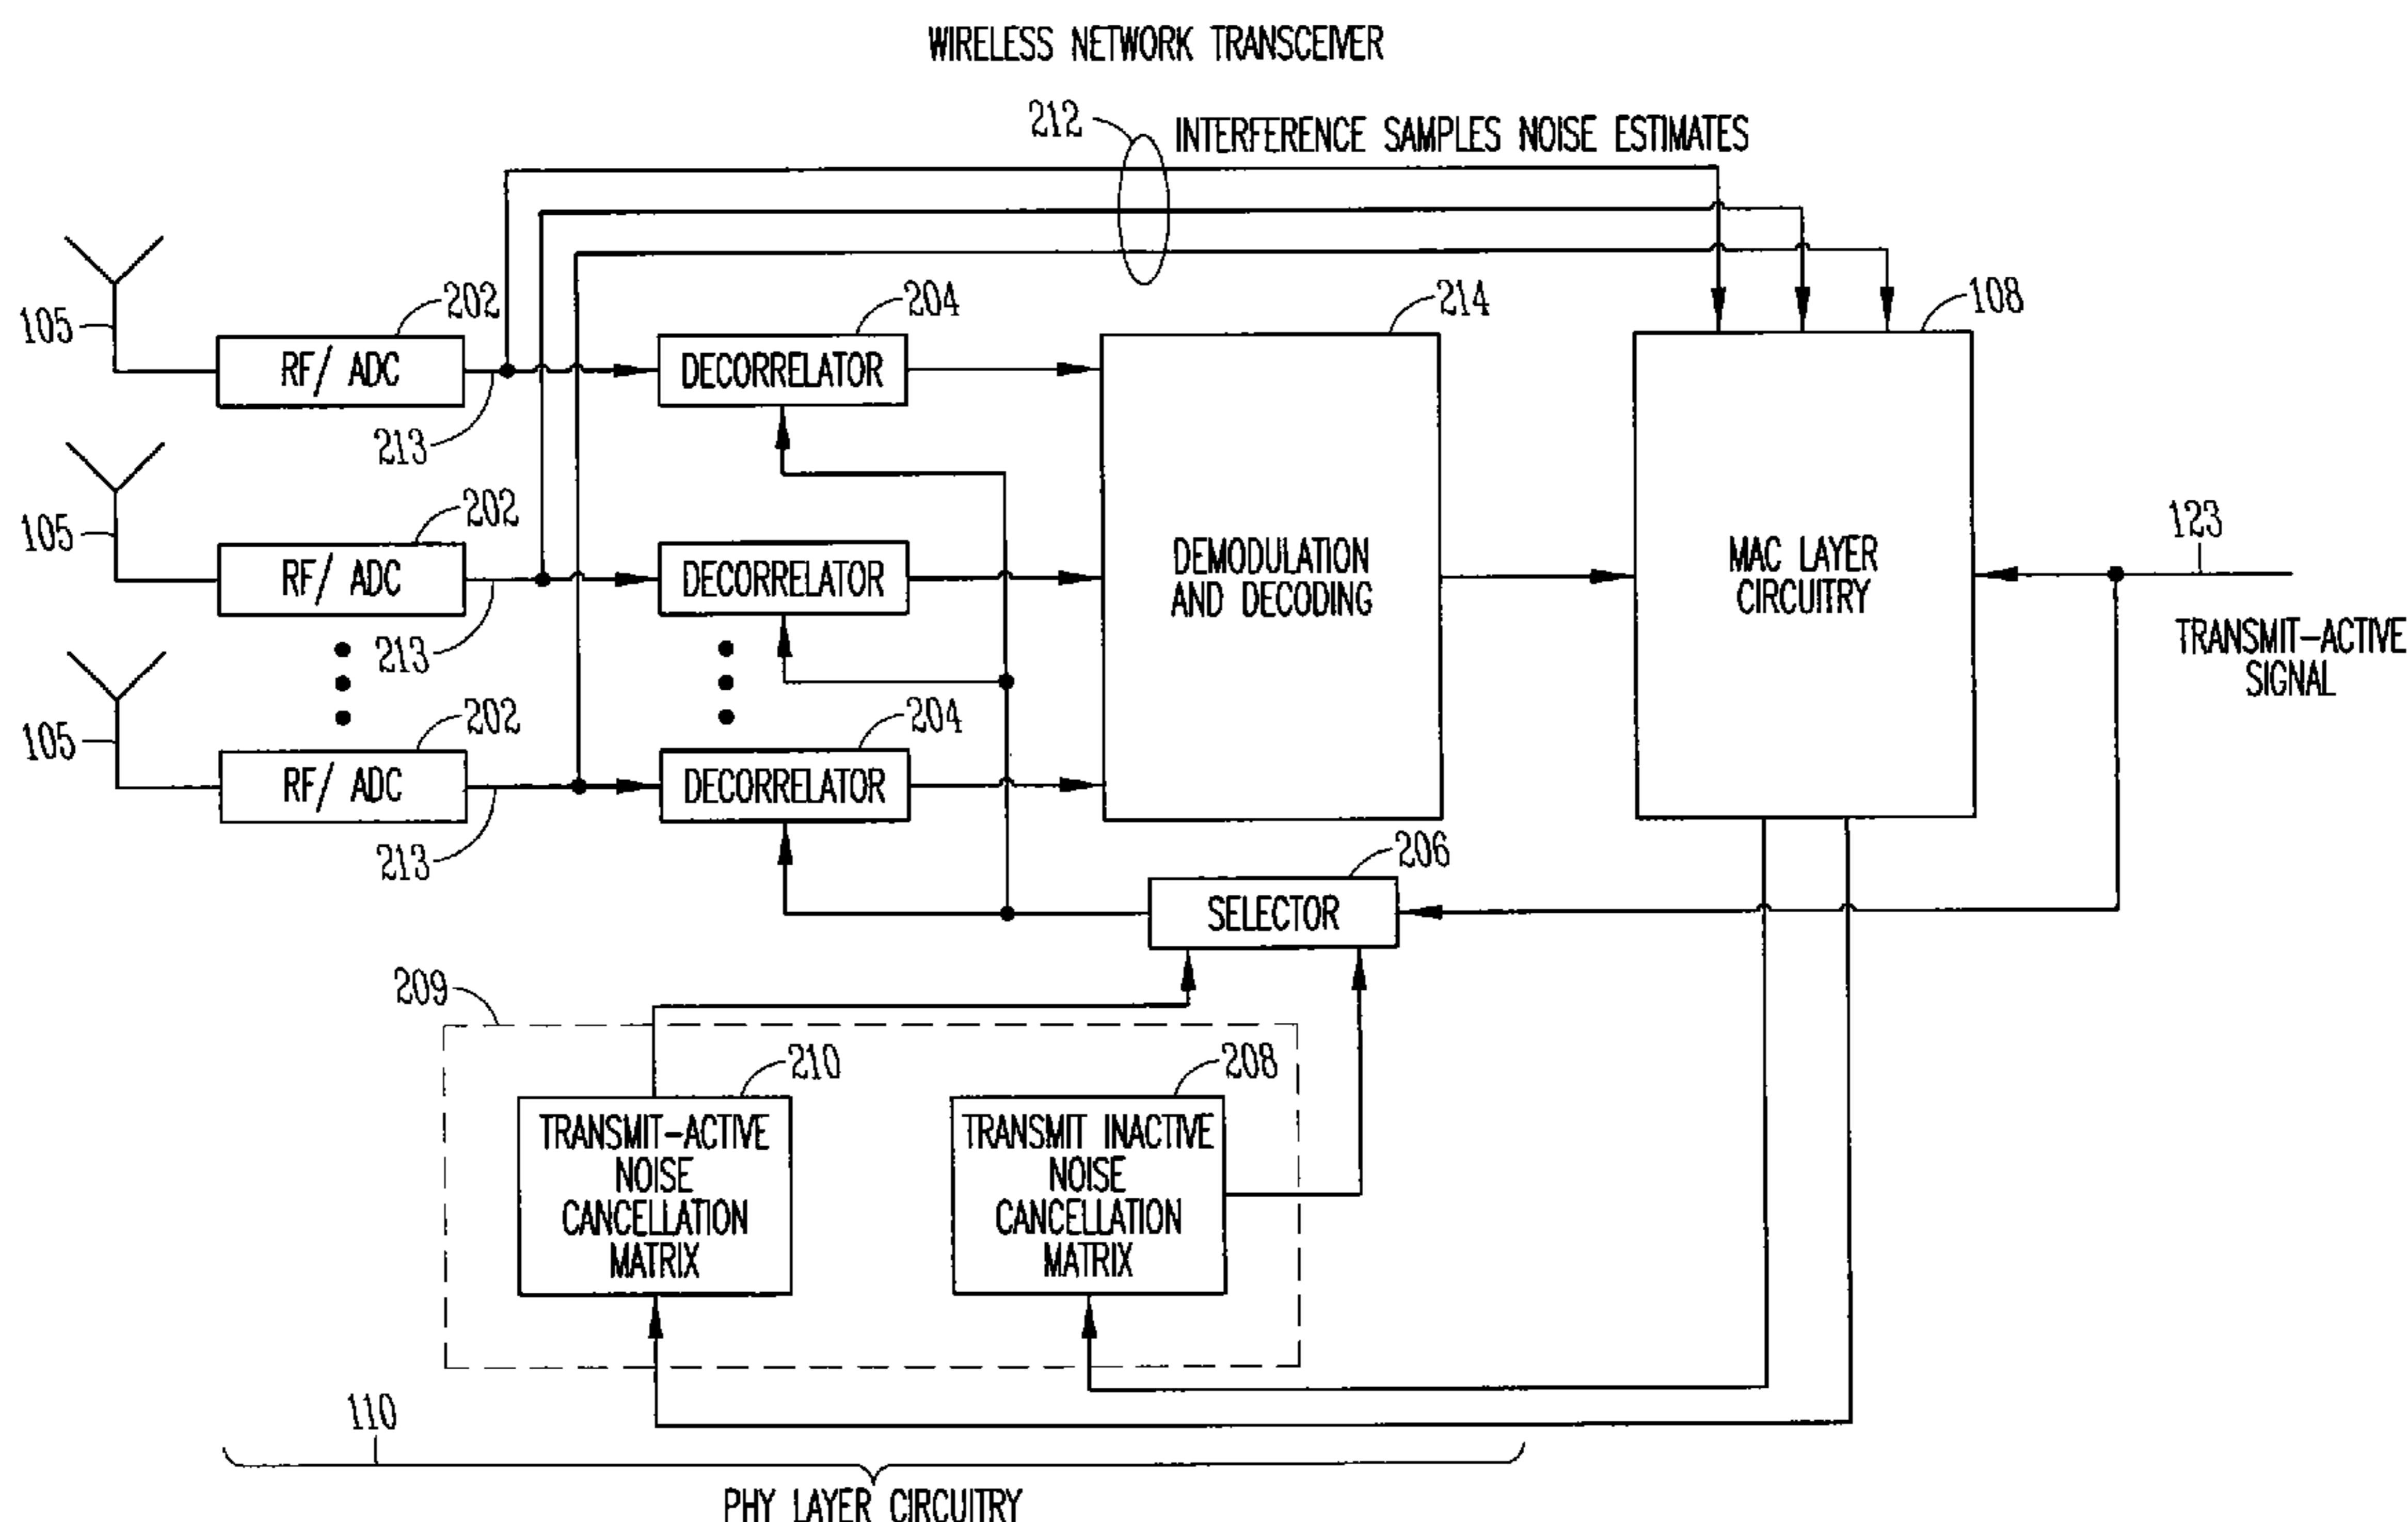 WIRELESS NETWORK TRANSCEIVER
212
INTERFERENCE SAMPLES NOISE ESTIMATES
105
202
RF/ ADC
213
204
DECORRELATOR
214
108
105
202
RF/ ADC
213
DECORRELATOR
DEMODULATION
AND DECODING
MAC LAYER
CIRCUITRY
123
TRANSMIT-ACTIVE
SIGNAL
105
202
RF/ ADC
213
204
DECORRELATOR
206
SELECTOR
209
210
TRANSMIT-ACTIVE
NOISE
CANCELLATION
MATRIX
208
TRANSMIT INACTIVE
NOISE
CANCELLATION
MATRIX
110
PHY LAYER CIRCUITRY